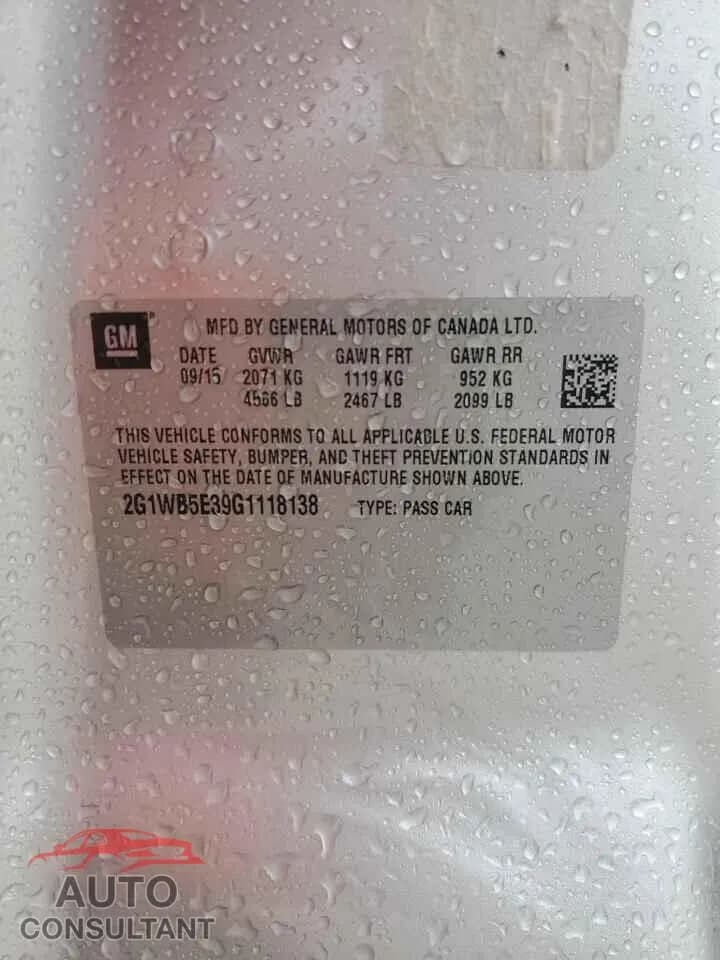 GM
MFD BY GENERAL MOTORS OF CANADA LTD.
DATE GVWR GAWR FRT GAWR RR
09/15 2071 KG 1119 KG 952 KG
4566 LB 2467 LB 2099 LB
THIS VEHICLE CONFORMS TO ALL APPLICABLE U.S. FEDERAL MOTOR
VEHICLE SAFETY, BUMPER, AND THEFT PREVENTION STANDARDS IN
EFFECT ON THE DATE OF MANUFACTURE SHOWN ABOVE.
2G1WB5E39G1118138 TYPE: PASS CAR
AUTO
CONSULTANT